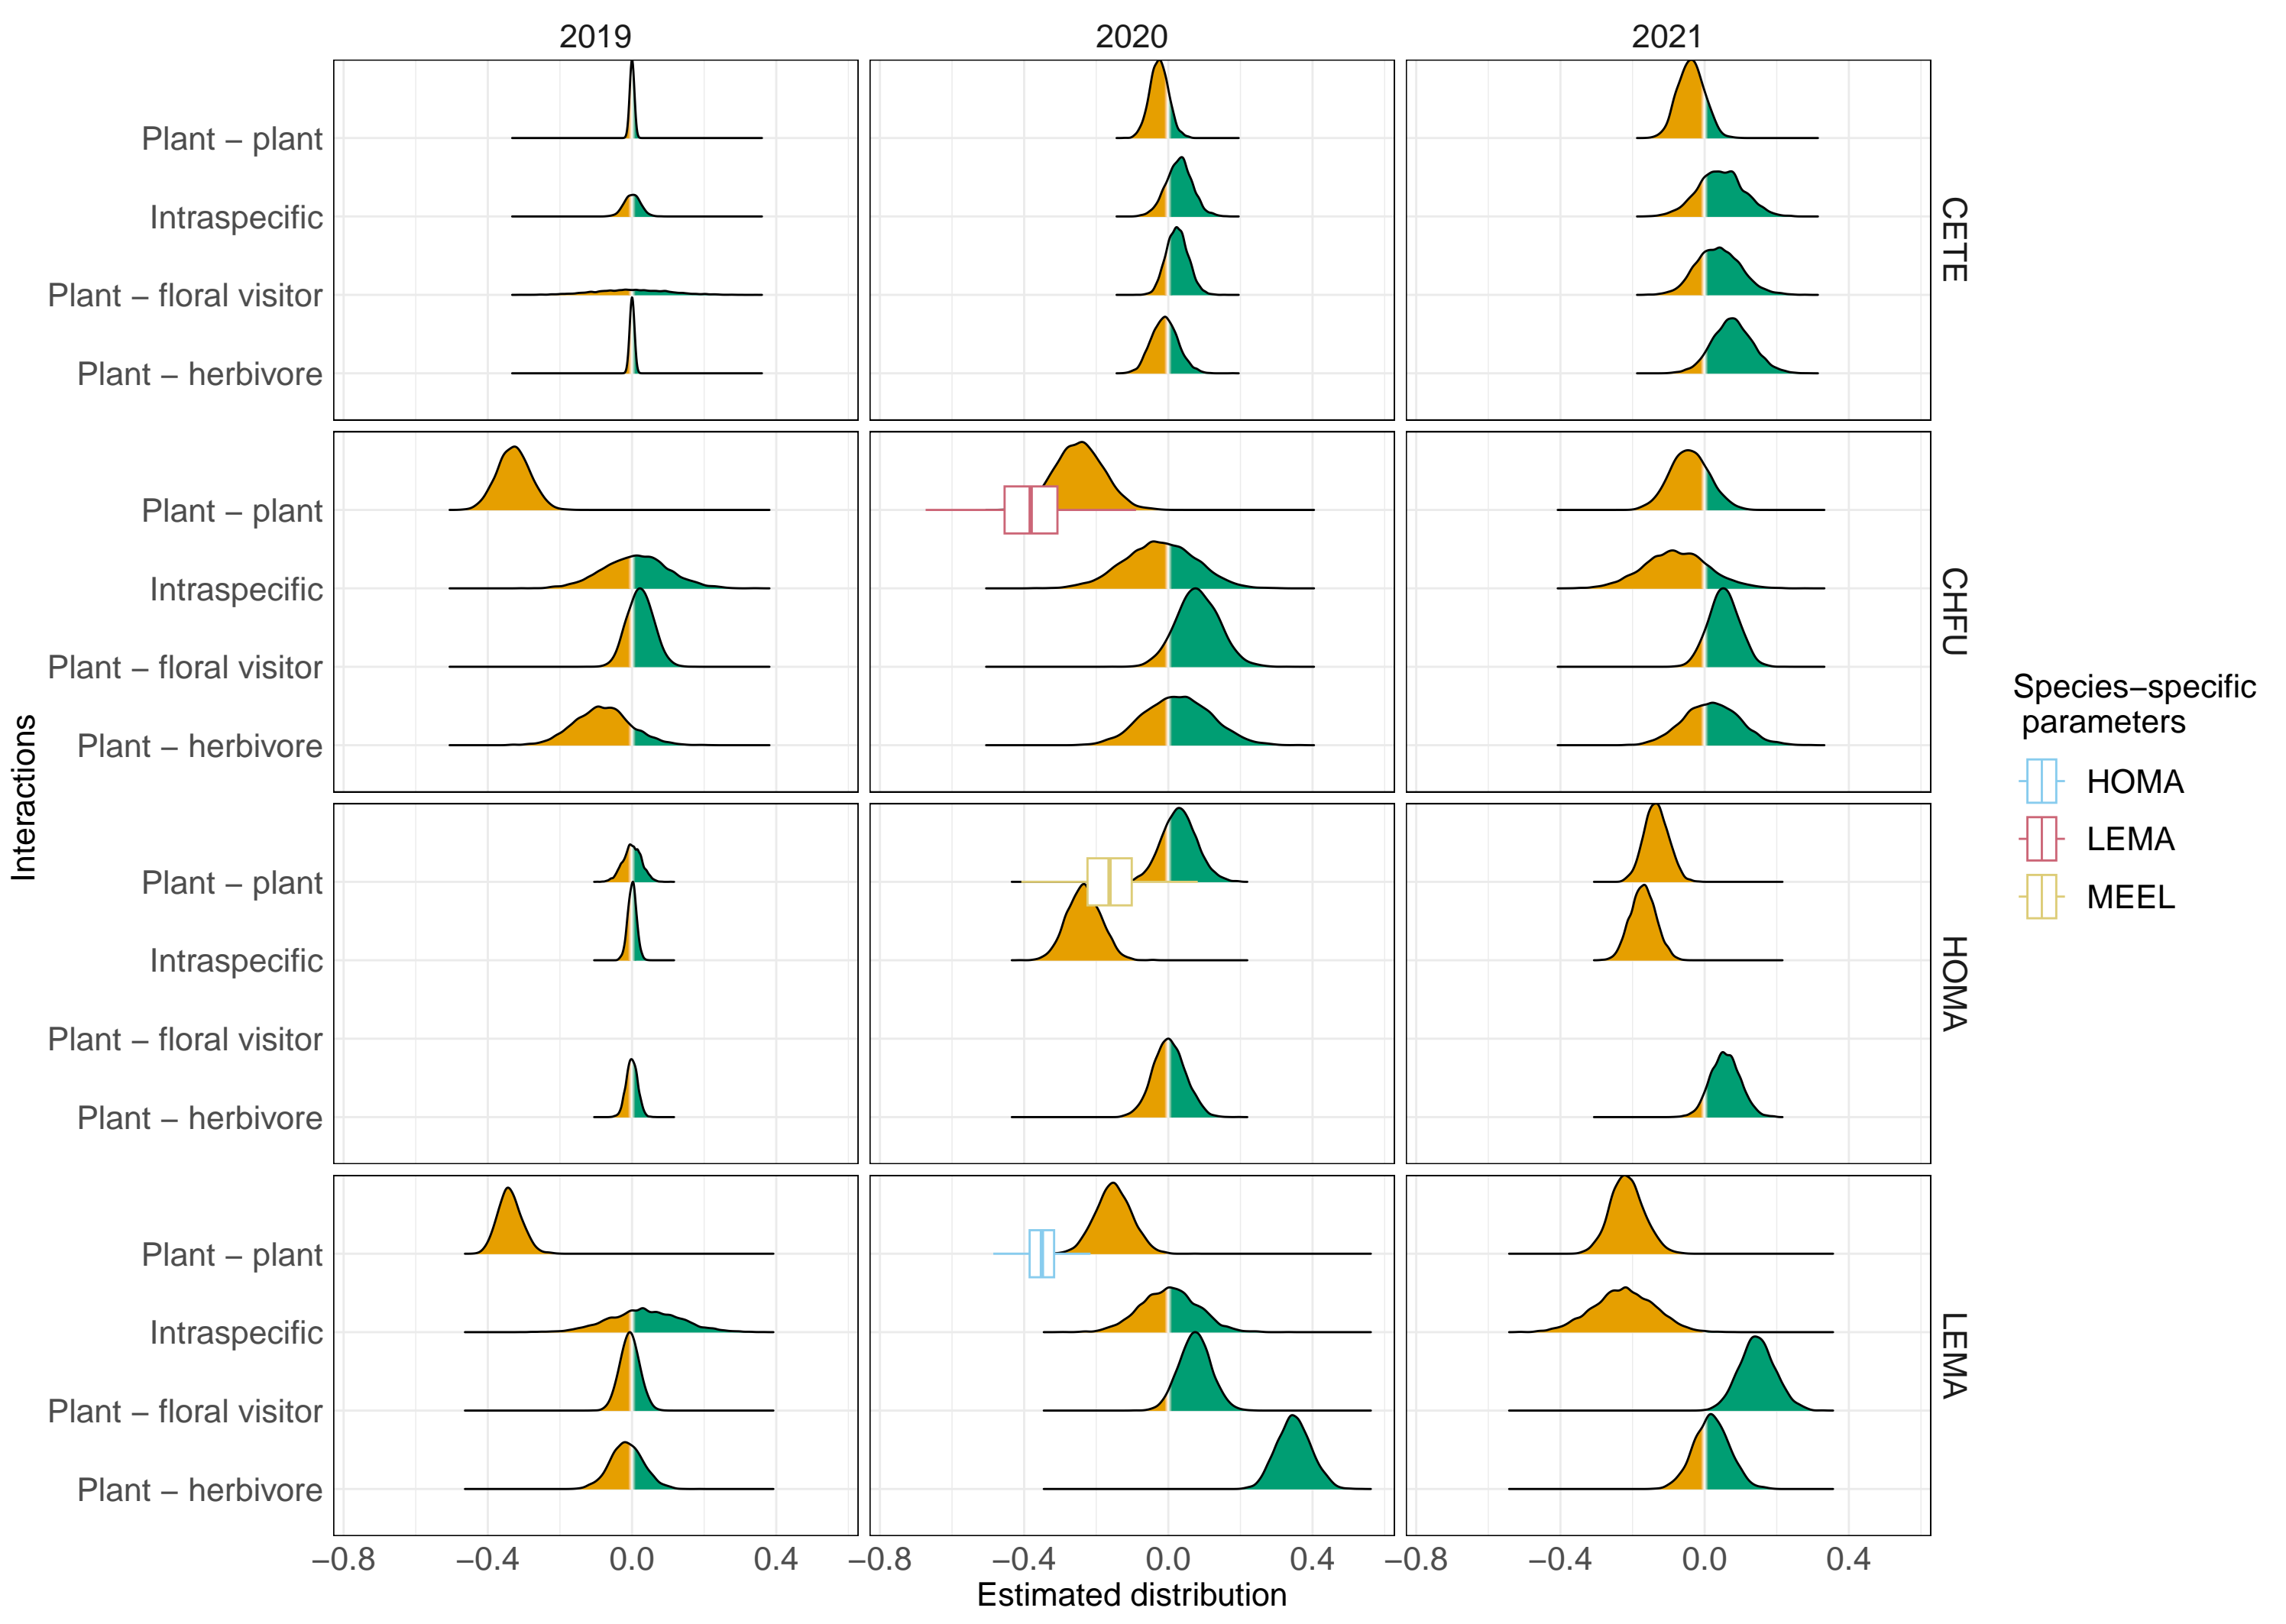 2019 2020 2021
Plant − plant
Intraspecific
Plant − floral visitor
Plant − herbivore
CETE
Plant − plant
Intraspecific
Plant − floral visitor
Plant − herbivore
CHFU
Plant − plant
Intraspecific
Plant − floral visitor
Plant − herbivore
HOMA
Plant − plant
Intraspecific
Plant − floral visitor
Plant − herbivore
LEMA
Interactions
−0.8 −0.4 0.0 0.4 −0.8 −0.4 0.0 0.4 −0.8 −0.4 0.0 0.4
Estimated distribution
Species−specific
parameters
HOMA
LEMA
MEEL